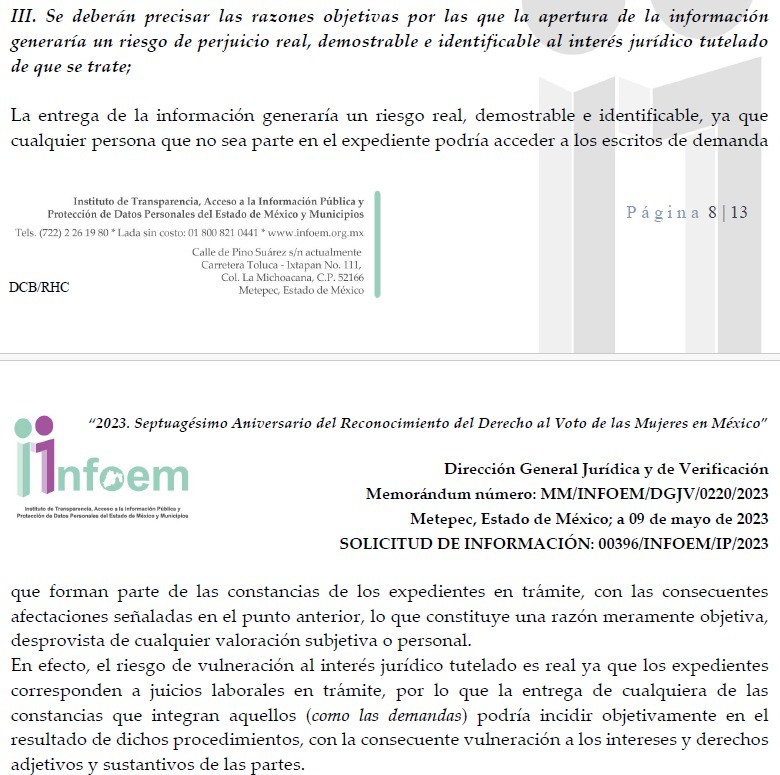 III. Se deberán precisar las razones objetivas por las que la apertura de la información
generaría un riesgo de perjuicio real, demostrable e identificable al interés jurídico tutelado
de que se trate;
La entrega de la información generaría un riesgo real, demostrable e identificable, ya que
cualquier persona que no sea parte en el expediente podría acceder a los escritos de demanda
Instituto de Transparencia, Acceso a la Información Pública y
Protección de Datos Personales del Estado de México y Municipios
Tels. (722) 2 26 19 80 * Lada sin costo: 01 800 821 0441 * www.infoem.org.mx
Calle de Pino Suárez s/n actualmente
Carretera Toluca - Ixtapan No. 111,
Col. La Michoacana, C.P. 52166
Metepec, Estado de México
Página 8|13
DCB/RHC
“2023. Septuagésimo Aniversario del Reconocimiento del Derecho al Voto de las Mujeres en México”
infoem
Instituto de Transparencia, Acceso a la Información Pública y
Protección de Datos Personales del Estado de México y Municipios
Dirección General Jurídica y de Verificación
Memorándum número: MM/INFOEM/DGJV/0220/2023
Metepec, Estado de México; a 09 de mayo de 2023
SOLICITUD DE INFORMACIÓN: 00396/INFOEM/IP/2023
que forman parte de las constancias de los expedientes en trámite, con las consecuentes
afectaciones señaladas en el punto anterior, lo que constituye una razón meramente objetiva,
desprovista de cualquier valoración subjetiva o personal.
En efecto, el riesgo de vulneración al interés jurídico tutelado es real ya que los expedientes
corresponden a juicios laborales en trámite, por lo que la entrega de cualquiera de las
constancias que integran aquellos (como las demandas) podría incidir objetivamente en el
resultado de dichos procedimientos, con la consecuente vulneración a los intereses y derechos
adjetivos y sustantivos de las partes.